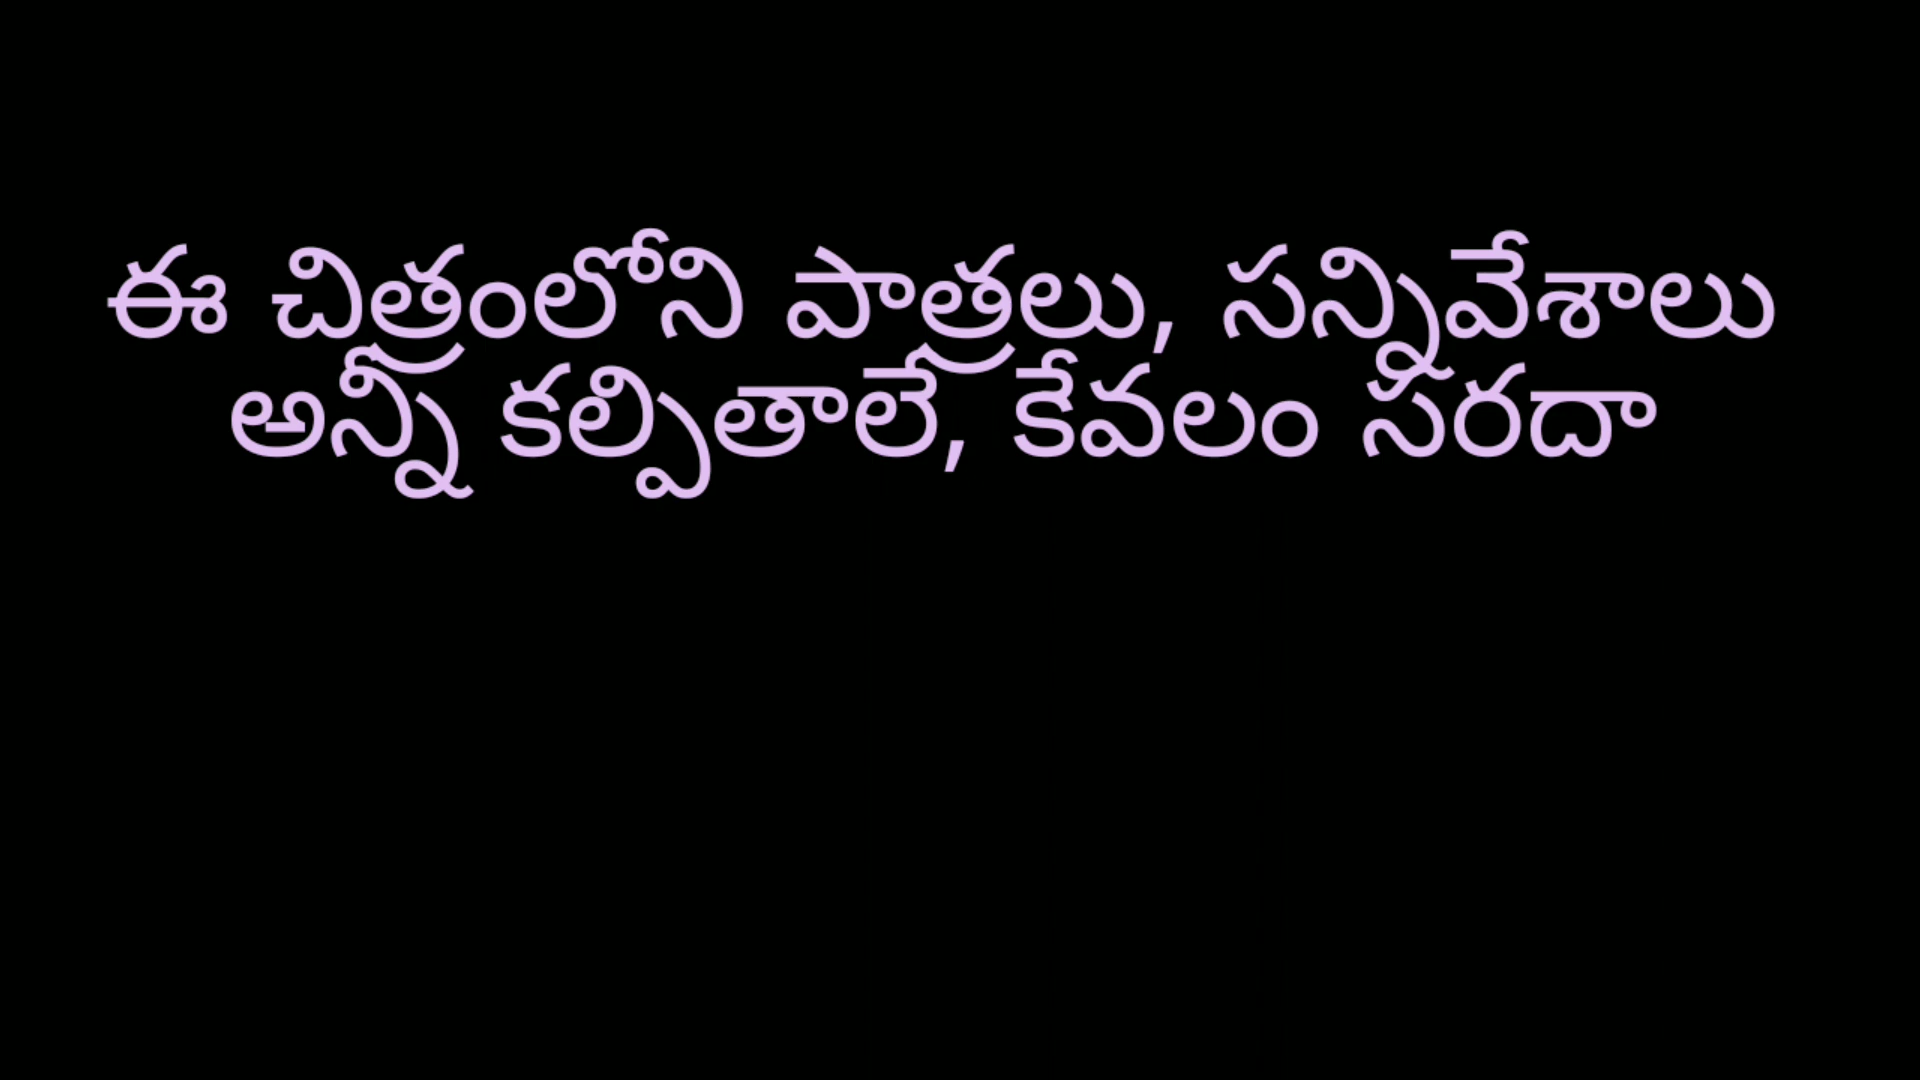 ఈ చిత్రంలోని పాత్రలు, సన్నివేశాలు
అన్నీ కల్పితాలే, కేవలం సరదా